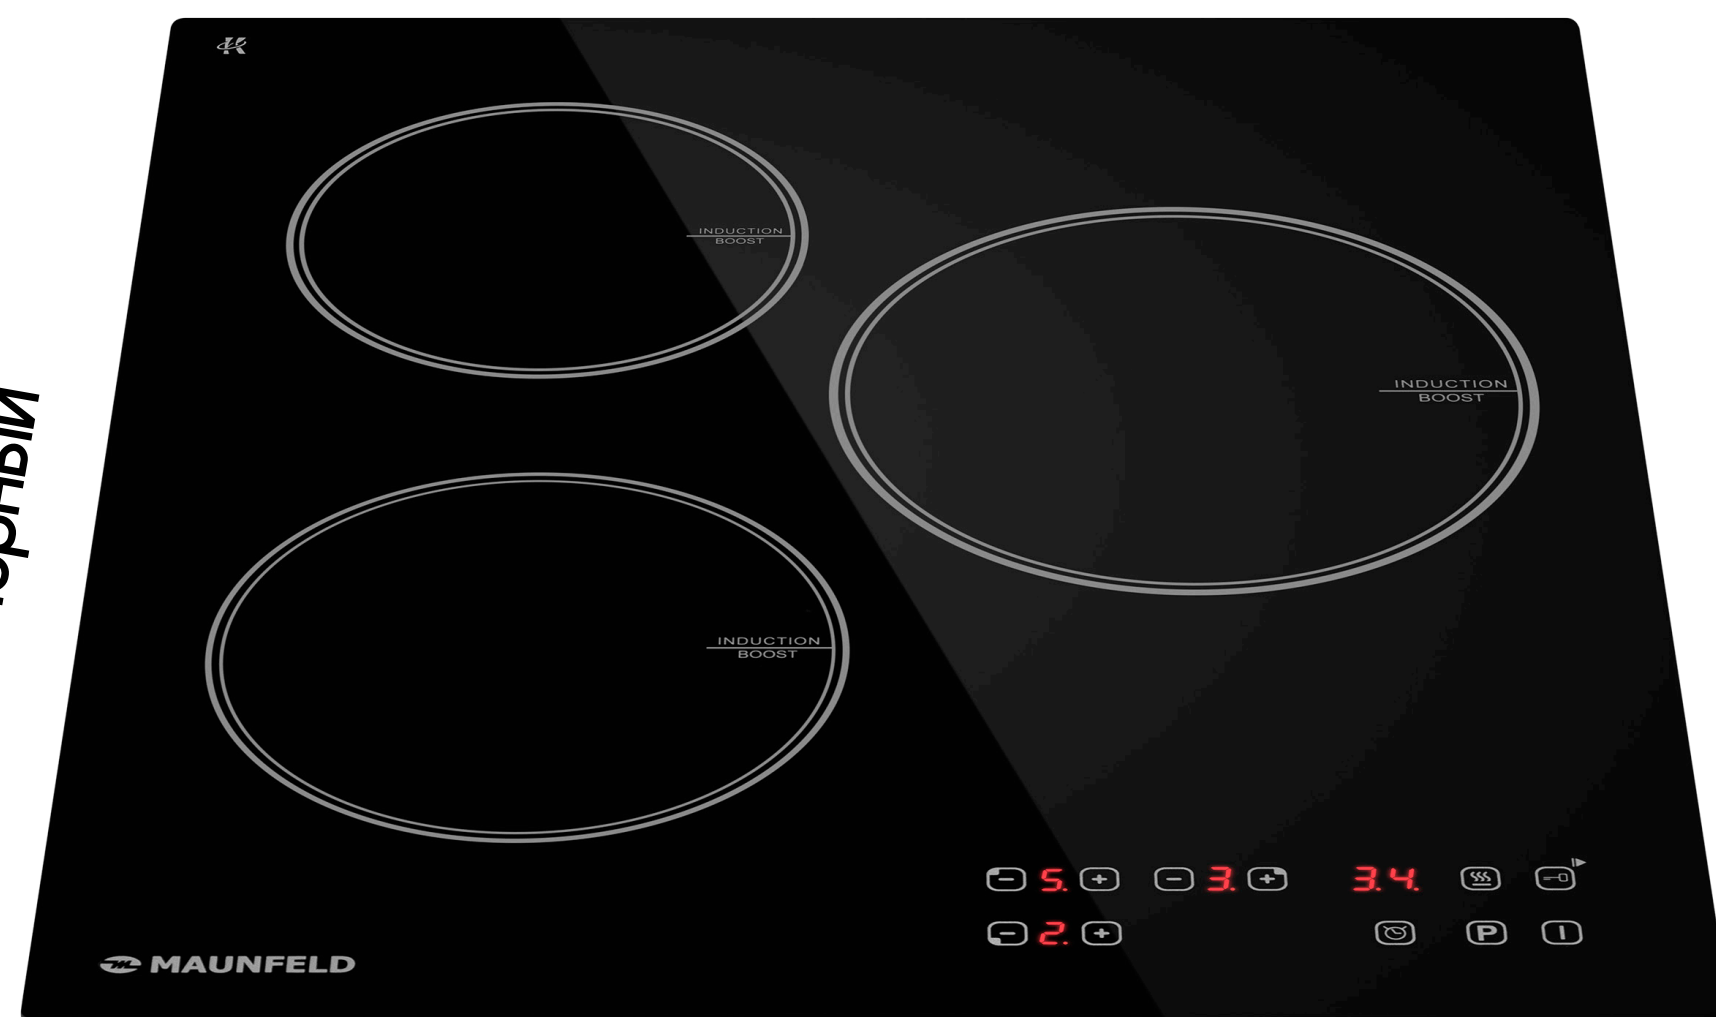 INDUCTION
BOOST
INDUCTION
BOOST
INDUCTION
BOOST
5. 3. 3.4.
2. P
MAUNFELD